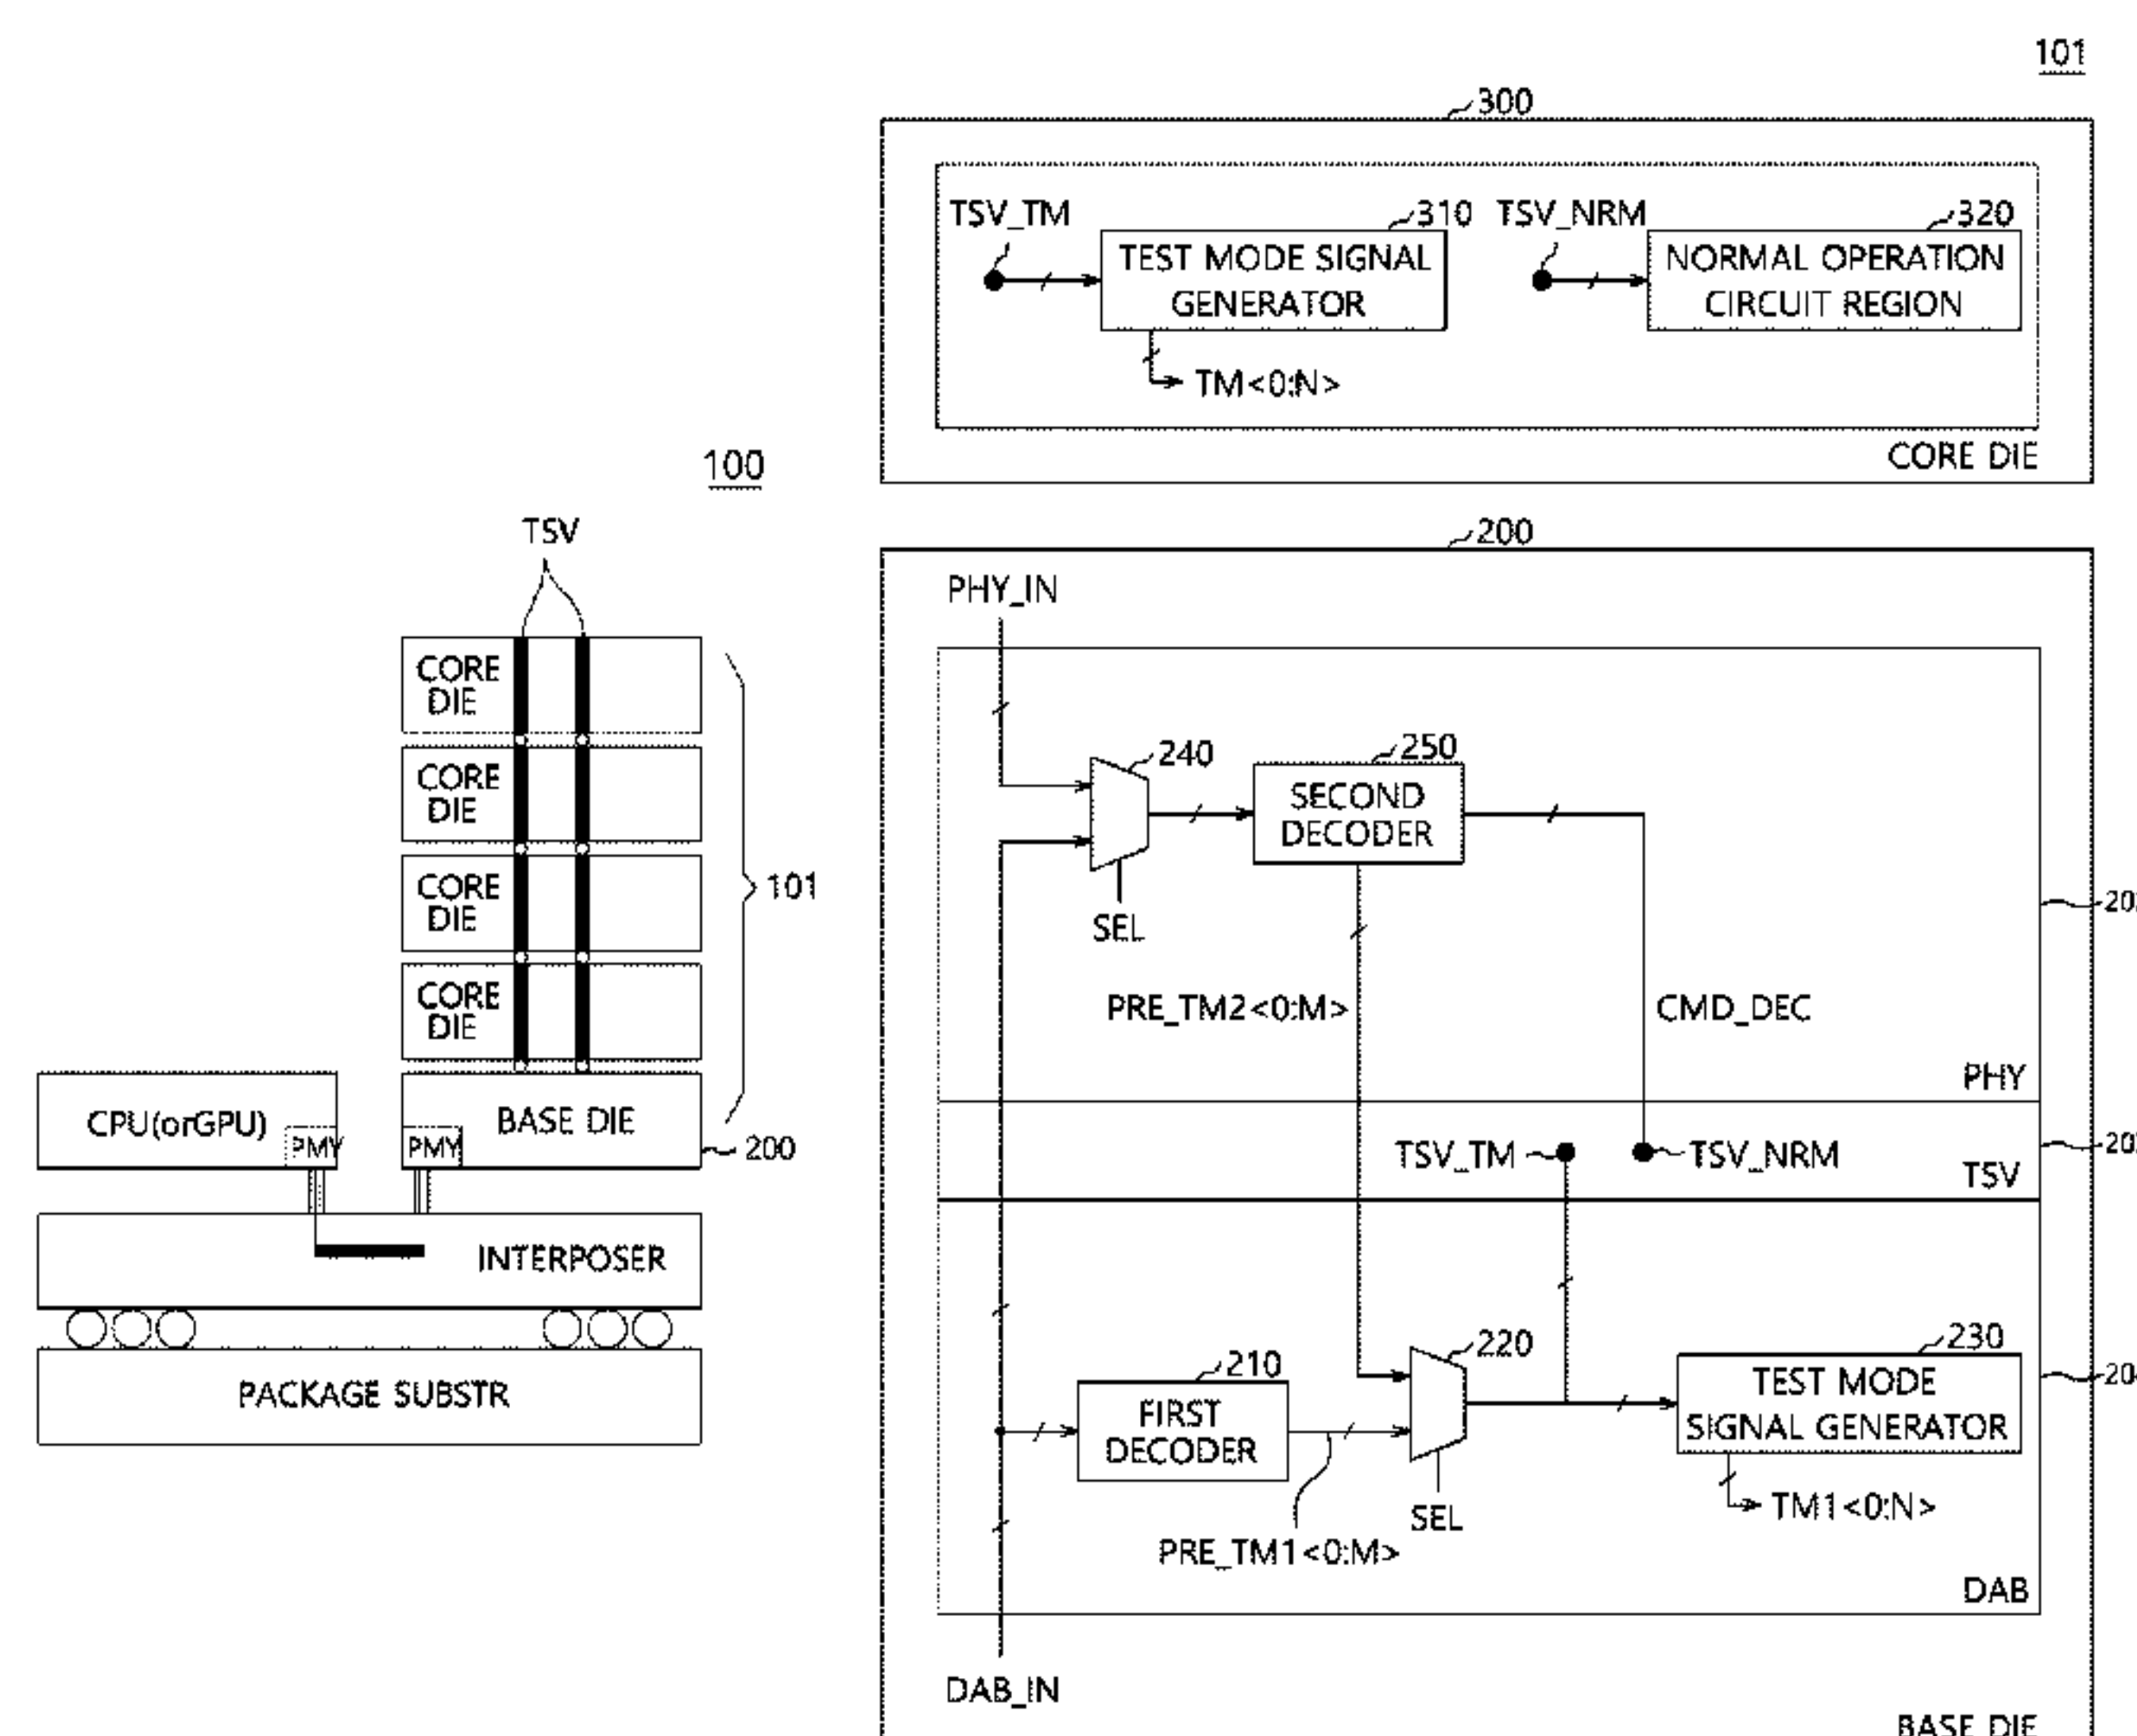 101
300
TSV_TM
310
TSV_NRM
320
TEST MODE SIGNAL
GENERATOR
NORMAL OPERATION
CIRCUIT REGION
TM<0:N>
CORE DIE
100
TSV
CORE
DIE
CORE
DIE
CORE
DIE
CORE
DIE
101
CPU(orGPU)
PMY
PMY
BASE DIE
200
INTERPOSER
PACKAGE SUBSTR
200
PHY_IN
240
250
SECOND
DECODER
SEL
PRE_TM2<0:M>
CMD_DEC
PHY
TSV_TM
TSV_NRM
TSV
210
FIRST
DECODER
220
230
TEST MODE
SIGNAL GENERATOR
SEL
TM1<0:N>
PRE_TM1<0:M>
DAB
DAB_IN
BASE DIE